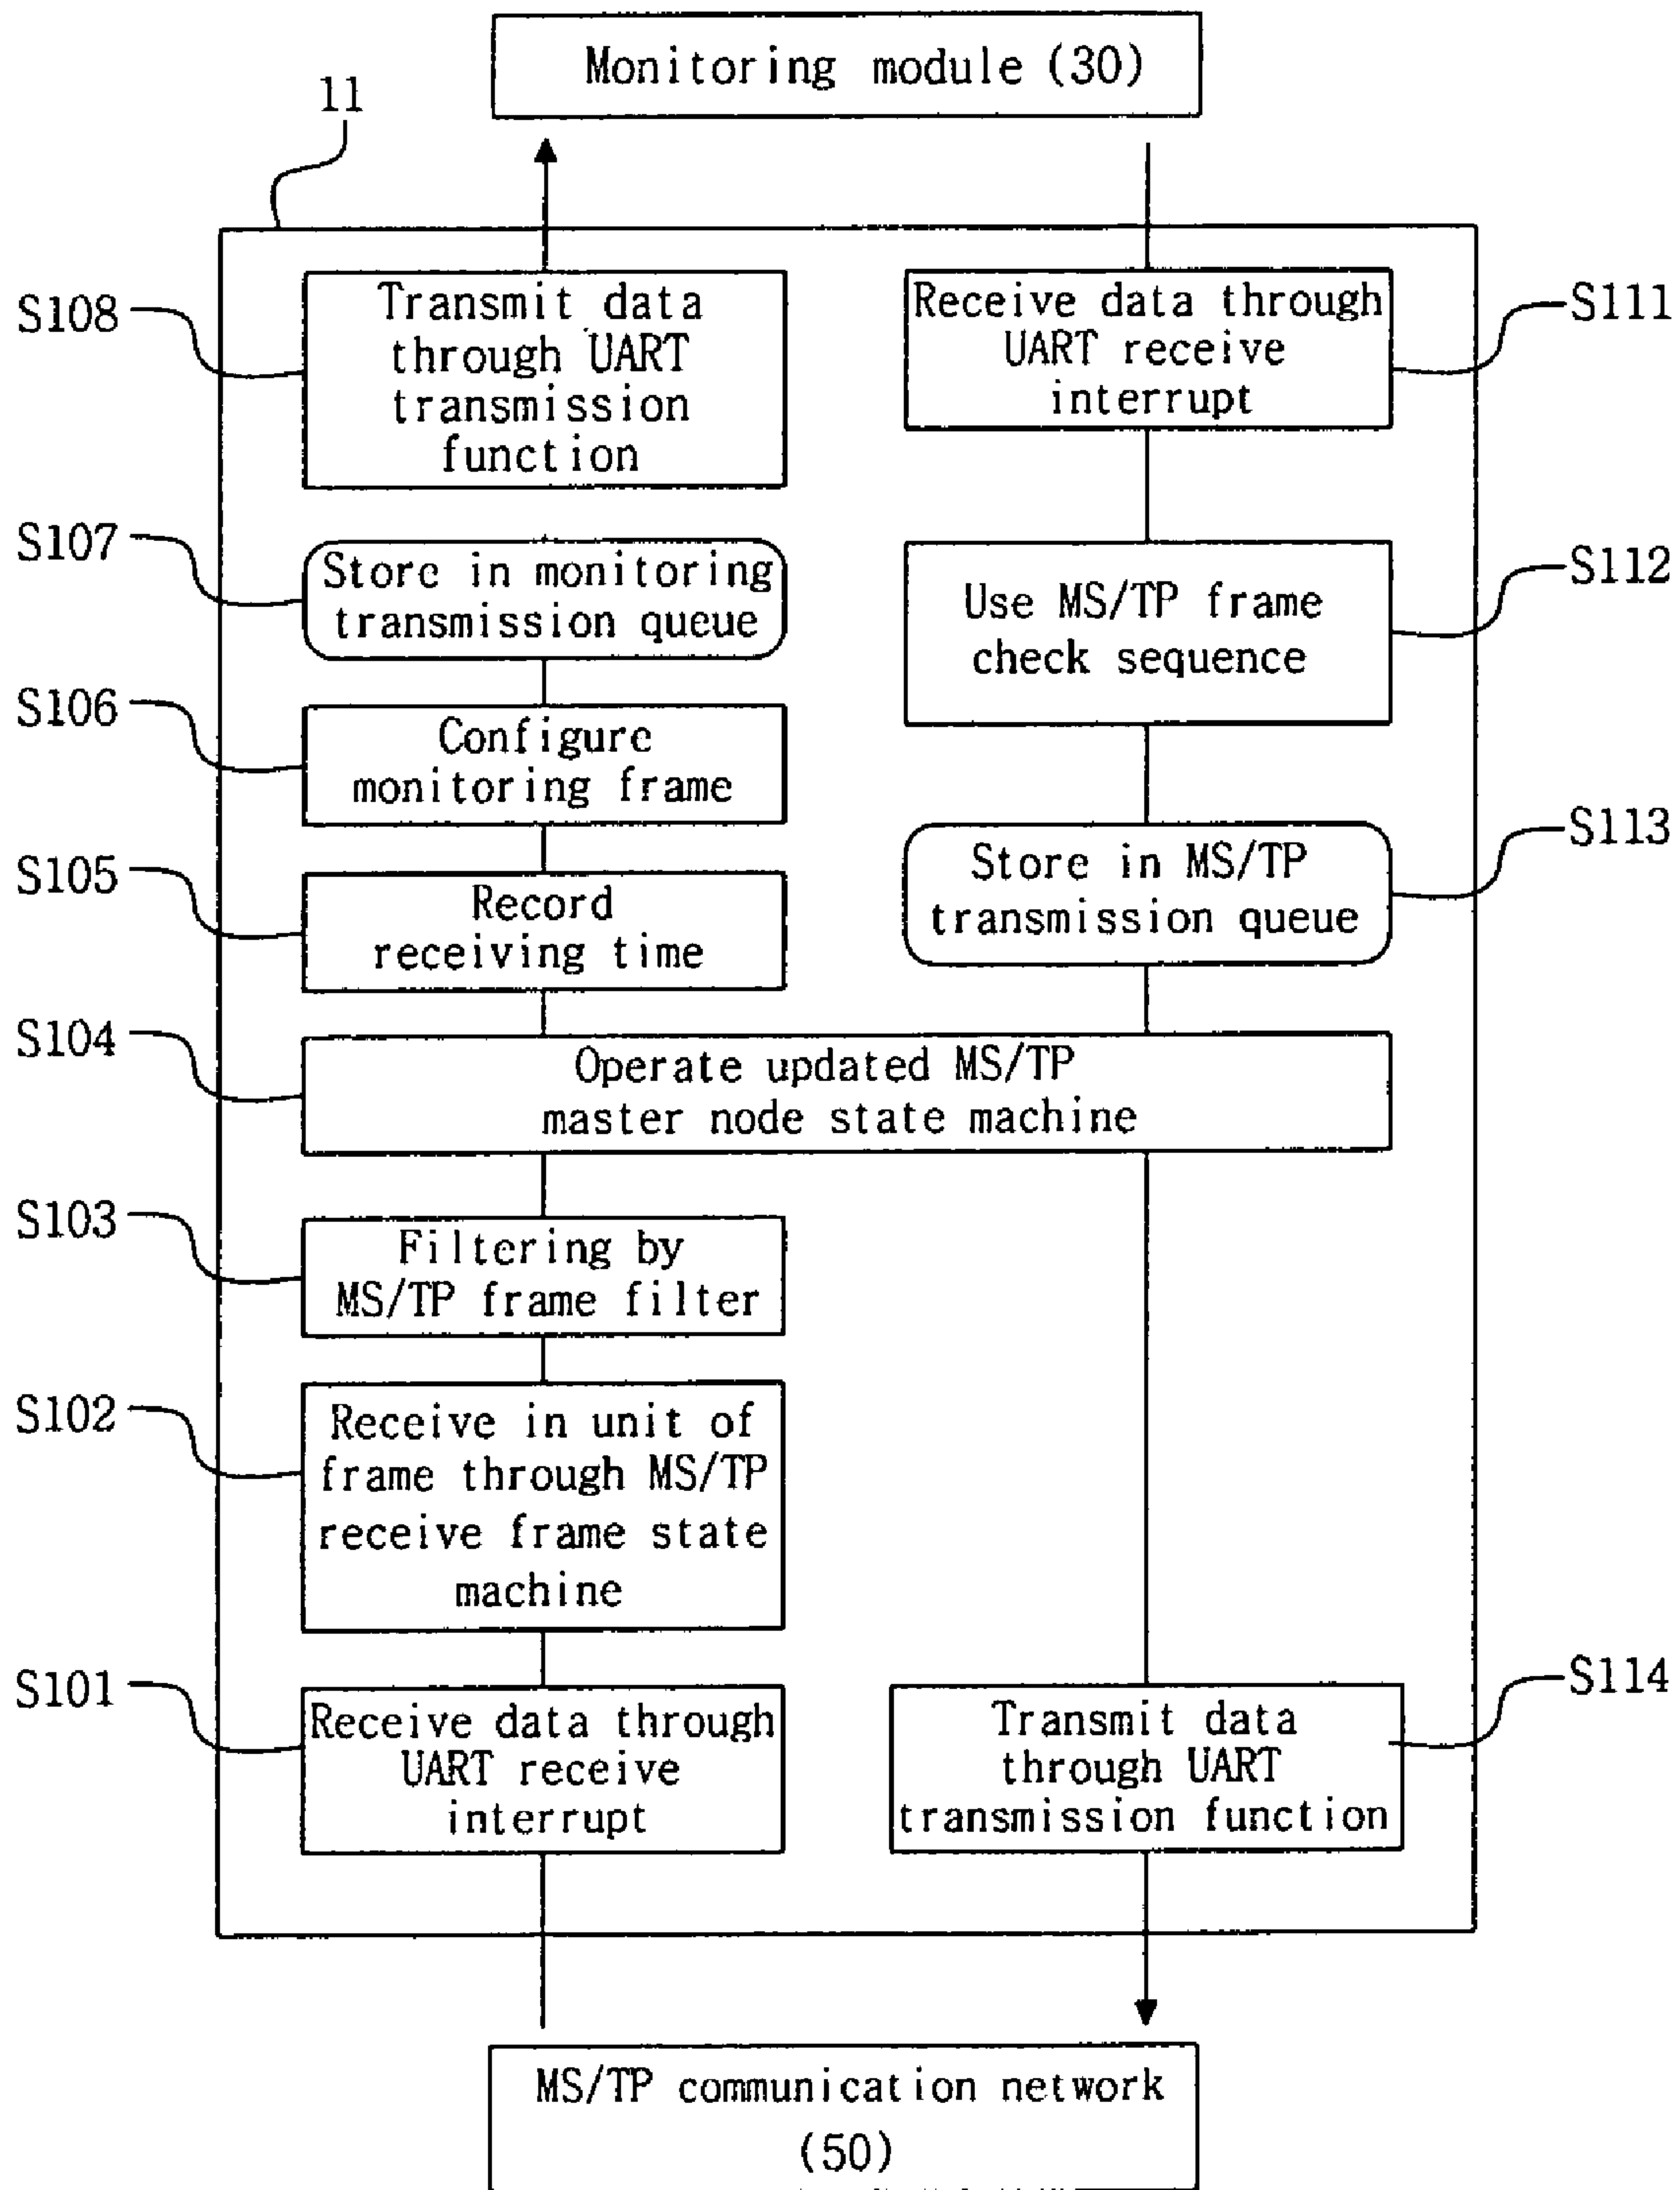 Monitoring module (30)
11
S108
Transmit data
through UART
transmission
function
Receive data through
UART receive
interrupt
S111
S107
Store in monitoring
transmission queue
Use MS/TP frame
check sequence
S112
S106
Configure
monitoring frame
S105
Record
receiving time
Store in MS/TP
transmission queue
S113
S104
Operate updated MS/TP
master node state machine
S103
Filtering by
MS/TP frame filter
S102
Receive in unit of
frame through MS/TP
receive frame state
machine
S101
Receive data through
UART receive
interrupt
Transmit data
through UART
transmission function
S114
MS/TP communication network
(50)